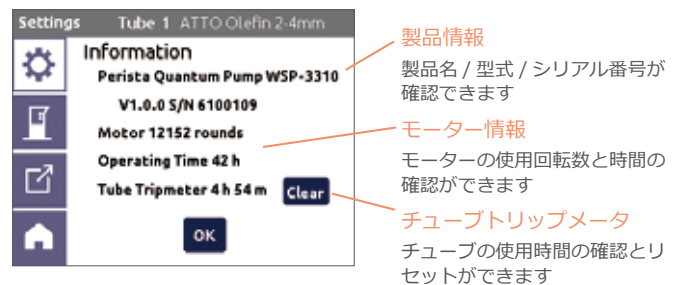 Settings Tube 1 ATTO Olefin 2-4mm
Information
Perista Quantum Pump WSP-3310
V1.0.0 S/N 6100109
Motor 12152 rounds
Operating Time 42 h
Tube Tripmeter 4 h 54 m Clear
OK
製品情報
製品名 / 型式 / シリアル番号が
確認できます
モーター情報
モーターの使用回転数と時間の
確認ができます
チューブトリップメータ
チューブの使用時間の確認とリ
セットができます